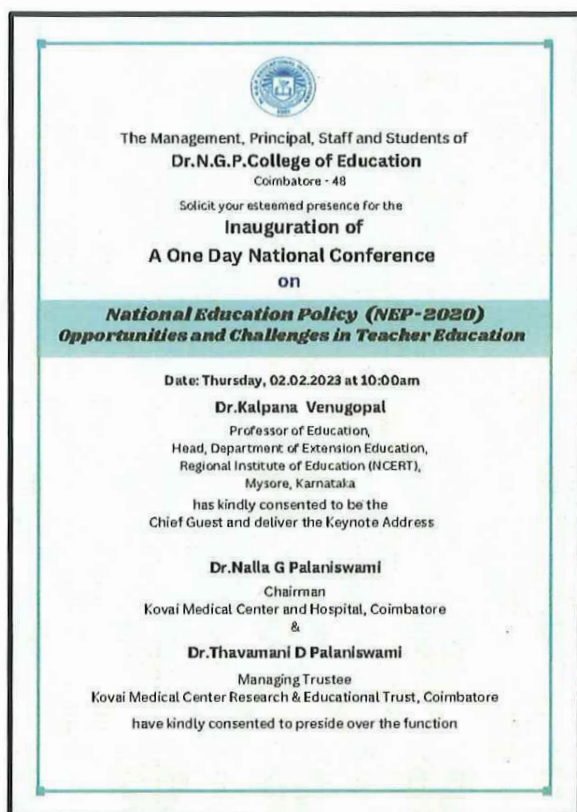 The Management, Principal, Staff and Students of
Dr.N.G.P.College of Education
Coimbatore - 48
Solicit your esteemed presence for the
Inauguration of
A One Day National Conference
on
National Education Policy (NEP-2020)
Opportunities and Challenges in Teacher Education
Date: Thursday, 02.02.2023 at 10:00am
Dr.Kalpana Venugopal
Professor of Education,
Head, Department of Extension Education,
Regional Institute of Education (NCERT),
Mysore, Karnataka
has kindly consented to be the
Chief Guest and deliver the Keynote Address
Dr.Nalla G Palaniswami
Chairman
Kovai Medical Center and Hospital, Coimbatore
&
Dr.Thavamani D Palaniswami
Managing Trustee
Kovai Medical Center Research & Educational Trust, Coimbatore
have kindly consented to preside over the function